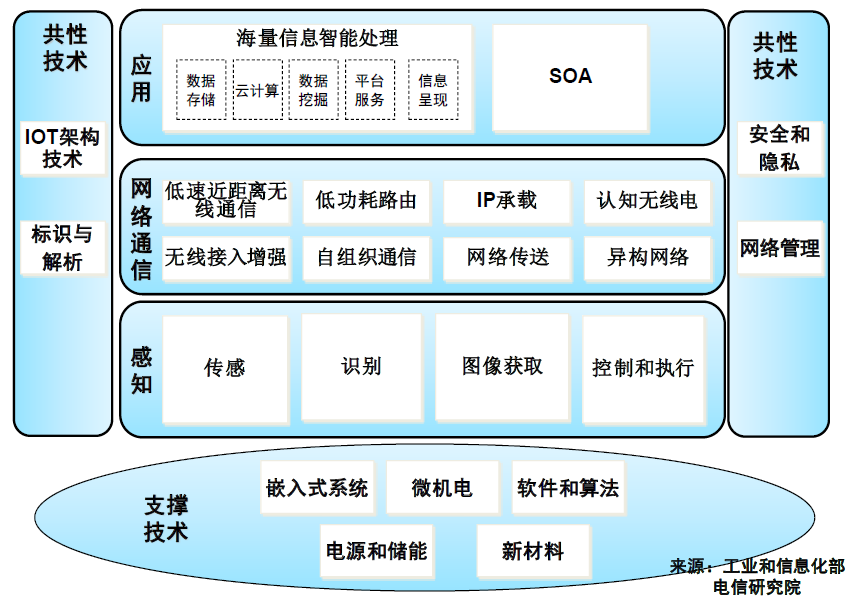 共性
技术
IOT架构
技术
标识与
解析
应
用
海量信息智能处理
数据
存储
云计算
数据
挖掘
平台
服务
信息
呈现
SOA
网
络
通
信
低速近距离无
线通信
低功耗路由
IP承载
认知无线电
无线接入增强
自组织通信
网络传送
异构网络
感
知
传感
识别
图像获取
控制和执行
共性
技术
安全和
隐私
网络管理
支撑
技术
嵌入式系统
微机电
软件和算法
电源和储能
新材料
来源：工业和信息化部
电信研究院